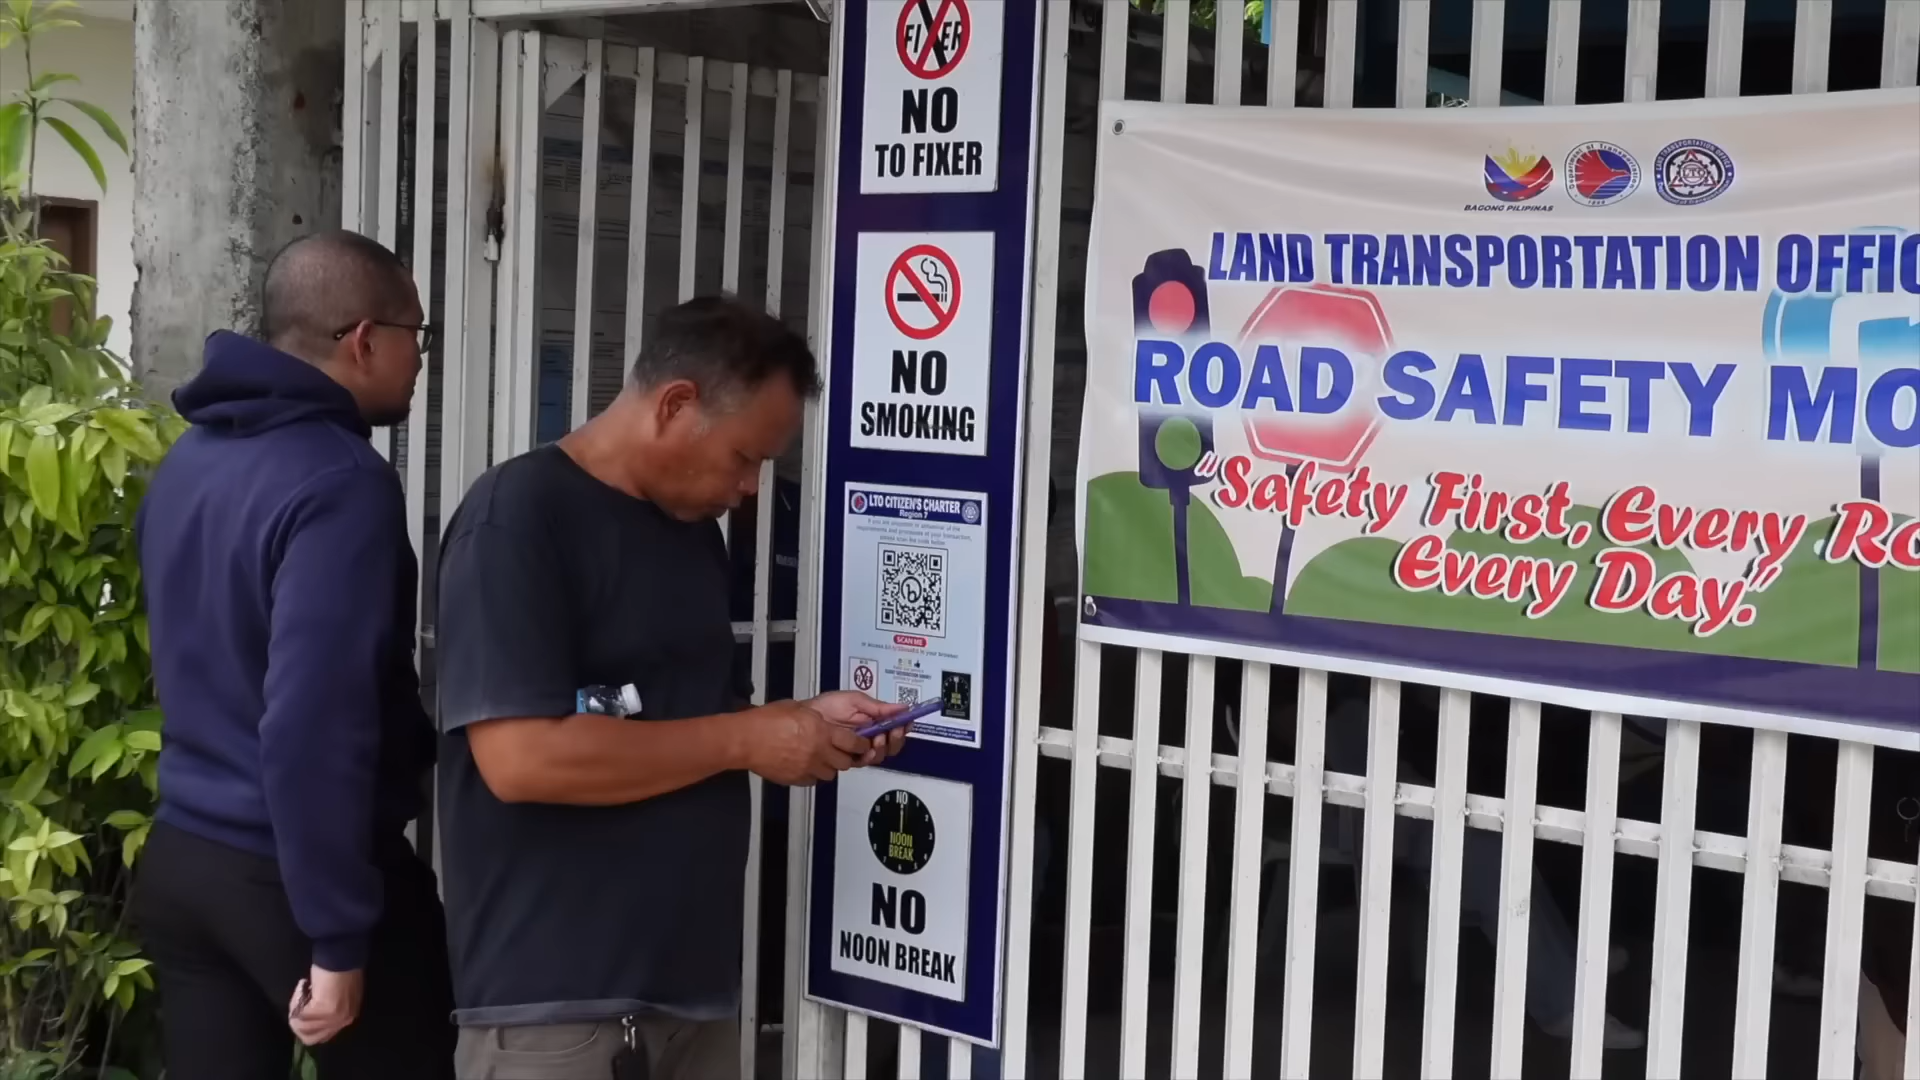 FIXER
NO
TO FIXER
NO
SMOKING
LTO CITIZEN'S CHARTER
Region 7
SCAN ME
NO
NOON
BREAK
NO
NOON BREAK
BAGONG PILIPINAS
LAND TRANSPORTATION OFFIC
ROAD SAFETY MO
"Safety First, Every Ro
Every Day."